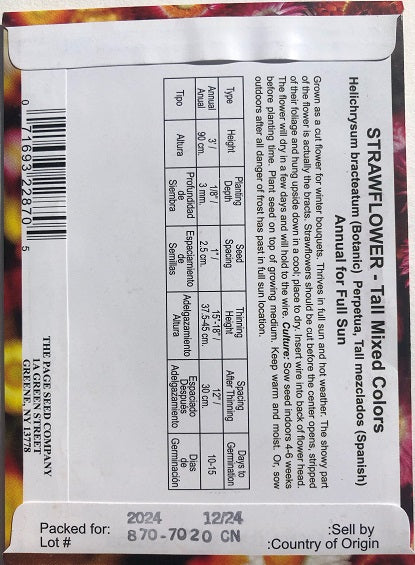 STRAWFLOWER - Tall Mixed Colors
Helichrysum bracteatum (Botanic) Perpetua, Tall mezclados (Spanish)
Annual for Full Sun
Grown as a cut flower for winter bouquets. Thrives in full sun and hot weather. The showy part
of the flower is actually the bracts. Strawflowers should be cut before the center opens, stripped
of their foliage and hung upside down in a cool, place to dry. Insert wire into back of flower head.
The flower will dry in a few days and will hold to the wire. Culture: Sow seed indoors 4-6 weeks
before planting time. Plant seed on top of growing medium. Keep warm and moist. Or, sow
outdoors after all danger of frost has past in full sun location.
Type Height Planting Depth Seed Spacing Thinning Height Spacing After Thinning Days to Germination
Annual 3'/ 1/8"/ 1"/ 15"-18"/ 12"/ 10-15
Anual 90 cm. 3 mm. 2.5 cm. 37.5-45 cm. 30 cm.
Tipo Altura Profundidad de Siembra Espaciamiento de Semillas Adelgazamiento Altura Espaciado Despues Adelgazamiento Dias de Germinación
0 71693 22870 5
THE PAGE SEED COMPANY
1A GREEN STREET
GREENE, NY 13778
Packed for: 2024 12/24 :Sell by
Lot # 870-7020 CN :Country of Origin